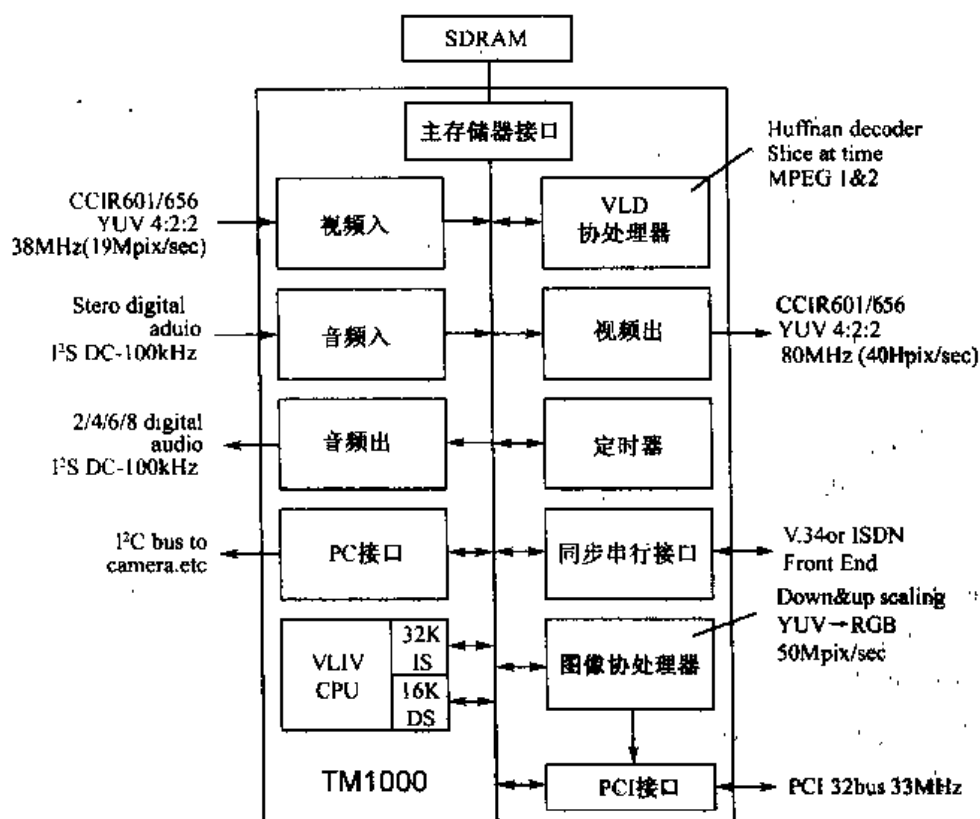 SDRAM
主存储器接口
Huffnan decoder
Slice at time
MPEG 1&2
CCIR601/656
YUV 4:2:2
38MHz(19Mpix/sec)
视频入
VLD
协处理器
Stero digital
aduio
I²S DC-100kHz
音频入
视频出
CCIR601/656
YUV 4:2:2
80MHz (40Hpix/sec)
2/4/6/8 digital
audio
I²S DC-100kHz
音频出
定时器
I²C bus to
camera.etc
PC接口
同步串行接口
V.34or ISDN
Front End
Down&up scaling
YUV→RGB
50Mpix/sec
VLIV
CPU
32K
IS
16K
DS
图像协处理器
TM1000
PCI接口
PCI 32bus 33MHz